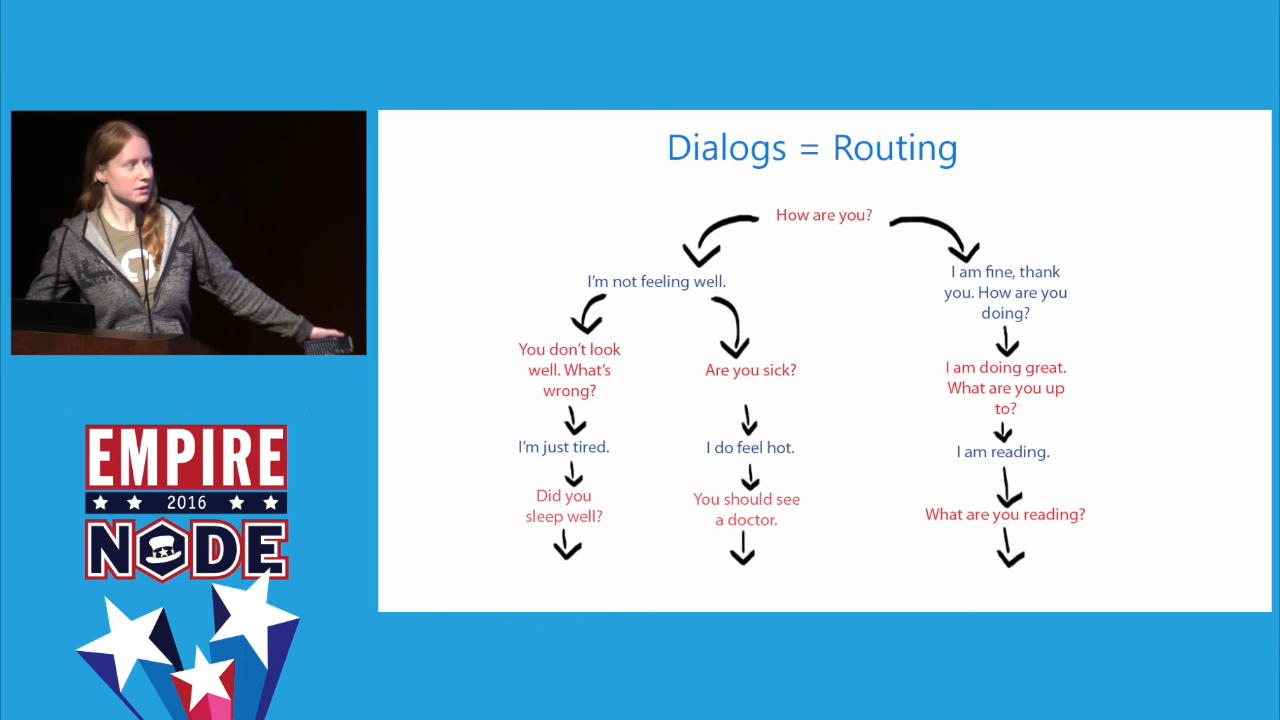 Dialogs = Routing
How are you?
I'm not feeling well.
I am fine, thank
you. How are you
doing?
You don't look
well. What's
wrong?
Are you sick?
I am doing great.
What are you up
to?
I'm just tired.
I do feel hot.
I am reading.
Did you
sleep well?
You should see
a doctor.
What are you reading?
EMPIRE
2016
NODE